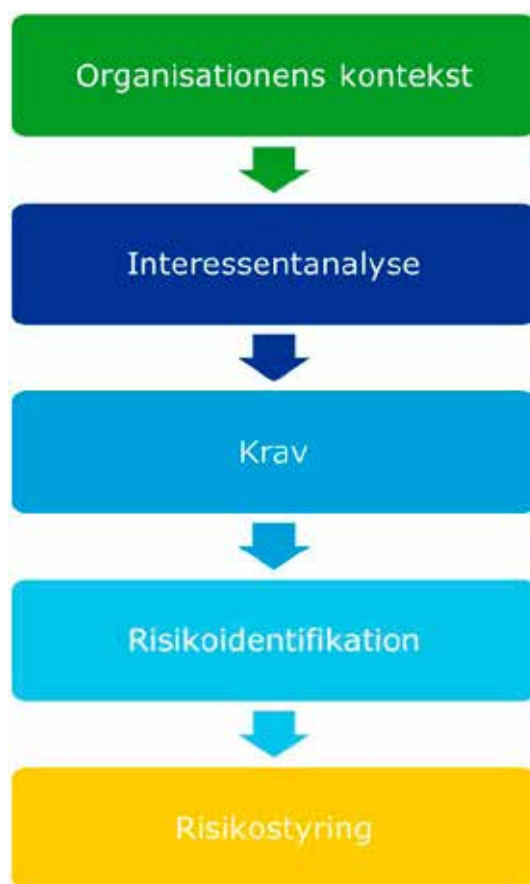 Organisationens kontekst
Interessentanalyse
Krav
Risikoidentifikation
Risikostyring